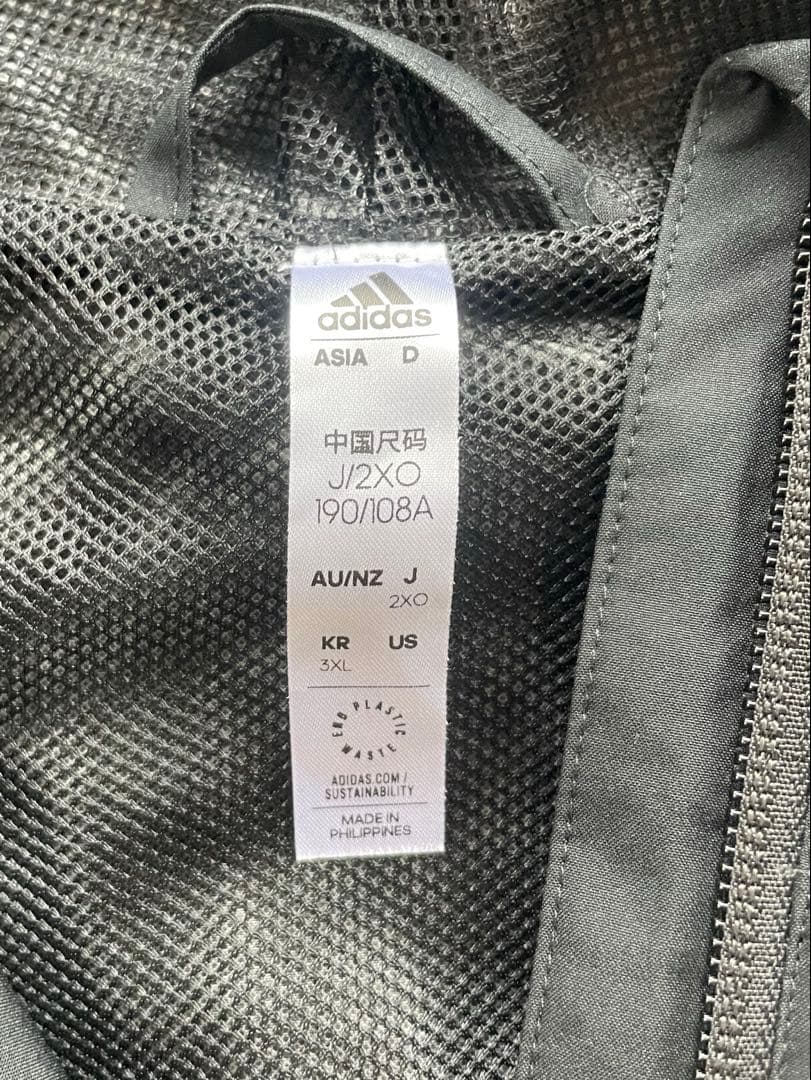 adidas
ASIA D
中国尺码
J/2XO
190/108A
AU/NZ J
2XO
KR US
3XL
END PLASTIC WASTE
ADIDAS.COM/
SUSTAINABILITY
MADE IN
PHILIPPINES